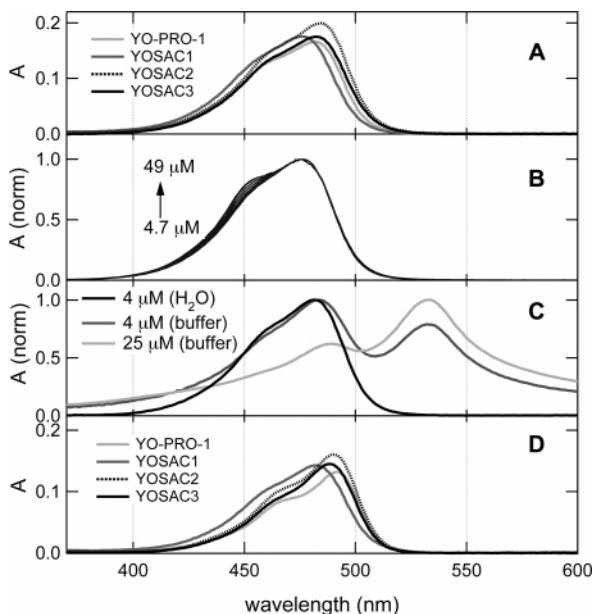 A
0.2
0.1
0.0
YO-PRO-1
YOSAC1
YOSAC2
YOSAC3
A
A (norm)
1.0
0.5
0.0
49 μM
4.7 μM
B
A (norm)
1.0
0.5
0.0
4 μM (H₂O)
4 μM (buffer)
25 μM (buffer)
C
A
0.2
0.1
0.0
YO-PRO-1
YOSAC1
YOSAC2
YOSAC3
D
400 450 500 550 600
wavelength (nm)